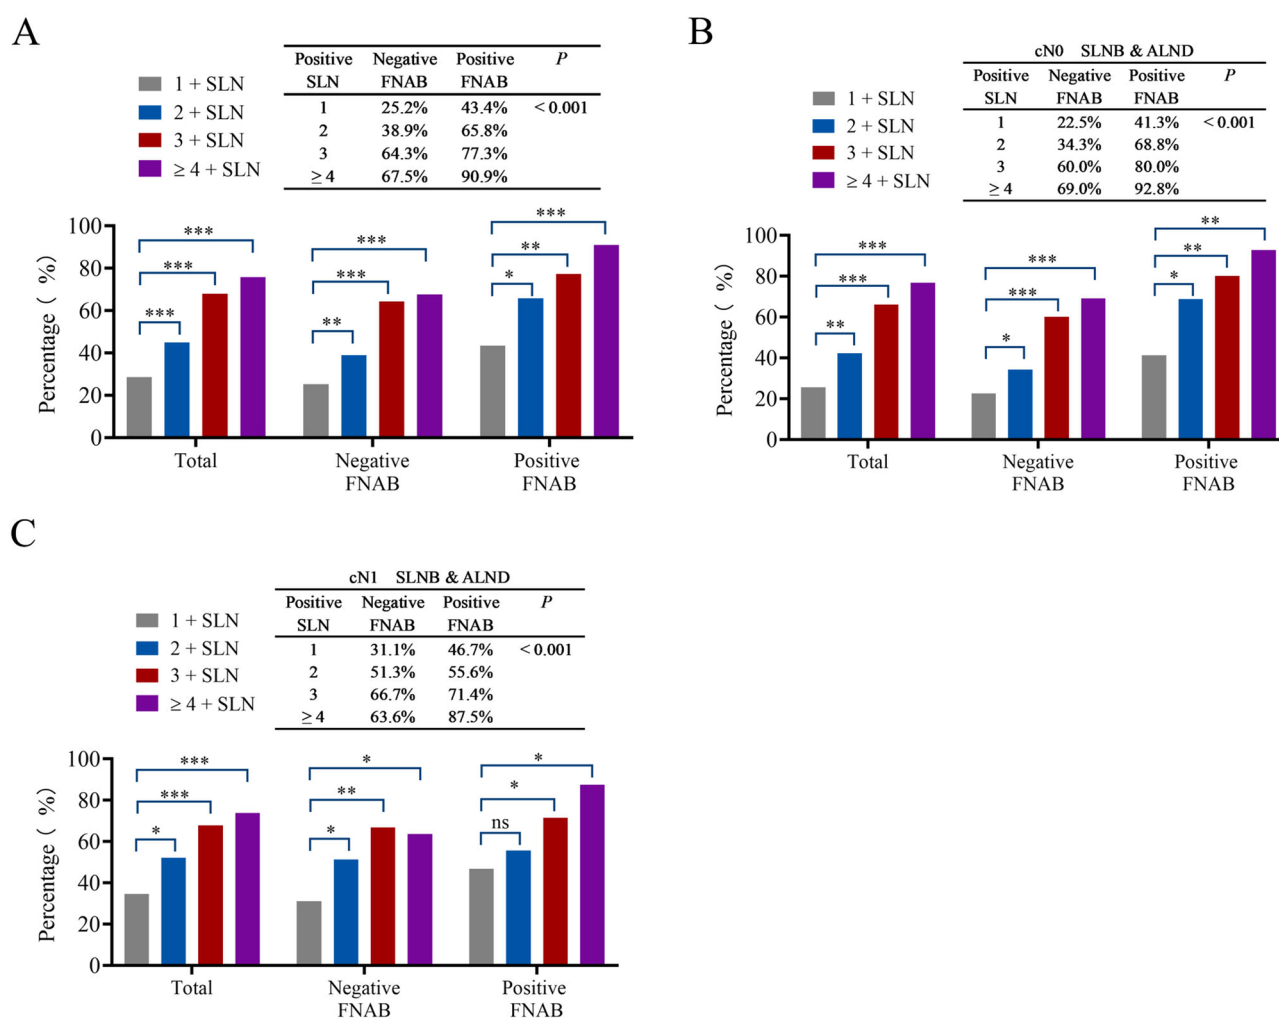 A
1 + SLN
2 + SLN
3 + SLN
≥ 4 + SLN
Positive Negative Positive P
SLN FNAB FNAB
1 25.2% 43.4% < 0.001
2 38.9% 65.8%
3 64.3% 77.3%
≥ 4 67.5% 90.9%
Percentage ( %)
100
80
60
40
20
0
***
***
***
***
***
**
***
**
*
Total
Negative
FNAB
Positive
FNAB
B
1 + SLN
2 + SLN
3 + SLN
≥ 4 + SLN
cN0 SLNB & ALND
Positive Negative Positive P
SLN FNAB FNAB
1 22.5% 41.3% < 0.001
2 34.3% 68.8%
3 60.0% 80.0%
≥ 4 69.0% 92.8%
Percentage ( %)
100
80
60
40
20
0
***
***
**
***
***
*
**
**
*
Total
Negative
FNAB
Positive
FNAB
C
1 + SLN
2 + SLN
3 + SLN
≥ 4 + SLN
cN1 SLNB & ALND
Positive Negative Positive P
SLN FNAB FNAB
1 31.1% 46.7% < 0.001
2 51.3% 55.6%
3 66.7% 71.4%
≥ 4 63.6% 87.5%
Percentage ( %)
100
80
60
40
20
0
***
***
*
*
**
*
*
*
ns
Total
Negative
FNAB
Positive
FNAB